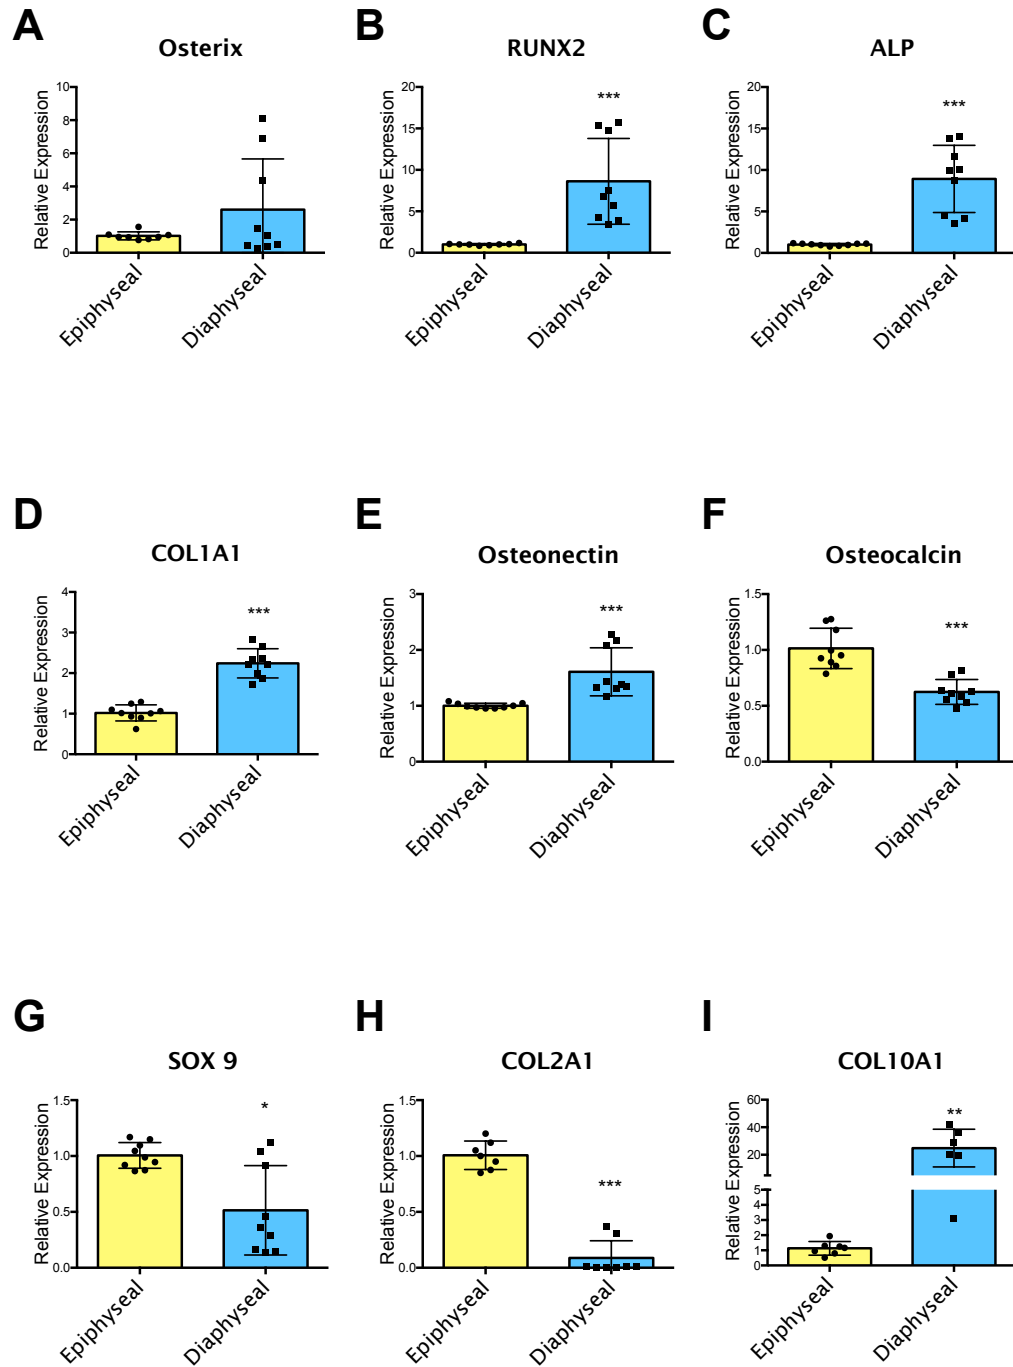 A
Osterix
Relative Expression
10
8
6
4
2
0
Epiphyseal
Diaphyseal
B
RUNX2
***
Relative Expression
20
15
10
5
0
Epiphyseal
Diaphyseal
C
ALP
***
Relative Expression
20
15
10
5
0
Epiphyseal
Diaphyseal
D
COL1A1
***
Relative Expression
4
3
2
1
0
Epiphyseal
Diaphyseal
E
Osteonectin
***
Relative Expression
3
2
1
0
Epiphyseal
Diaphyseal
F
Osteocalcin
***
Relative Expression
1.5
1.0
0.5
0.0
Epiphyseal
Diaphyseal
G
SOX 9
*
Relative Expression
1.5
1.0
0.5
0.0
Epiphyseal
Diaphyseal
H
COL2A1
***
Relative Expression
1.5
1.0
0.5
0.0
Epiphyseal
Diaphyseal
I
COL10A1
**
Relative Expression
60
40
20
5
4
3
2
1
0
Epiphyseal
Diaphyseal